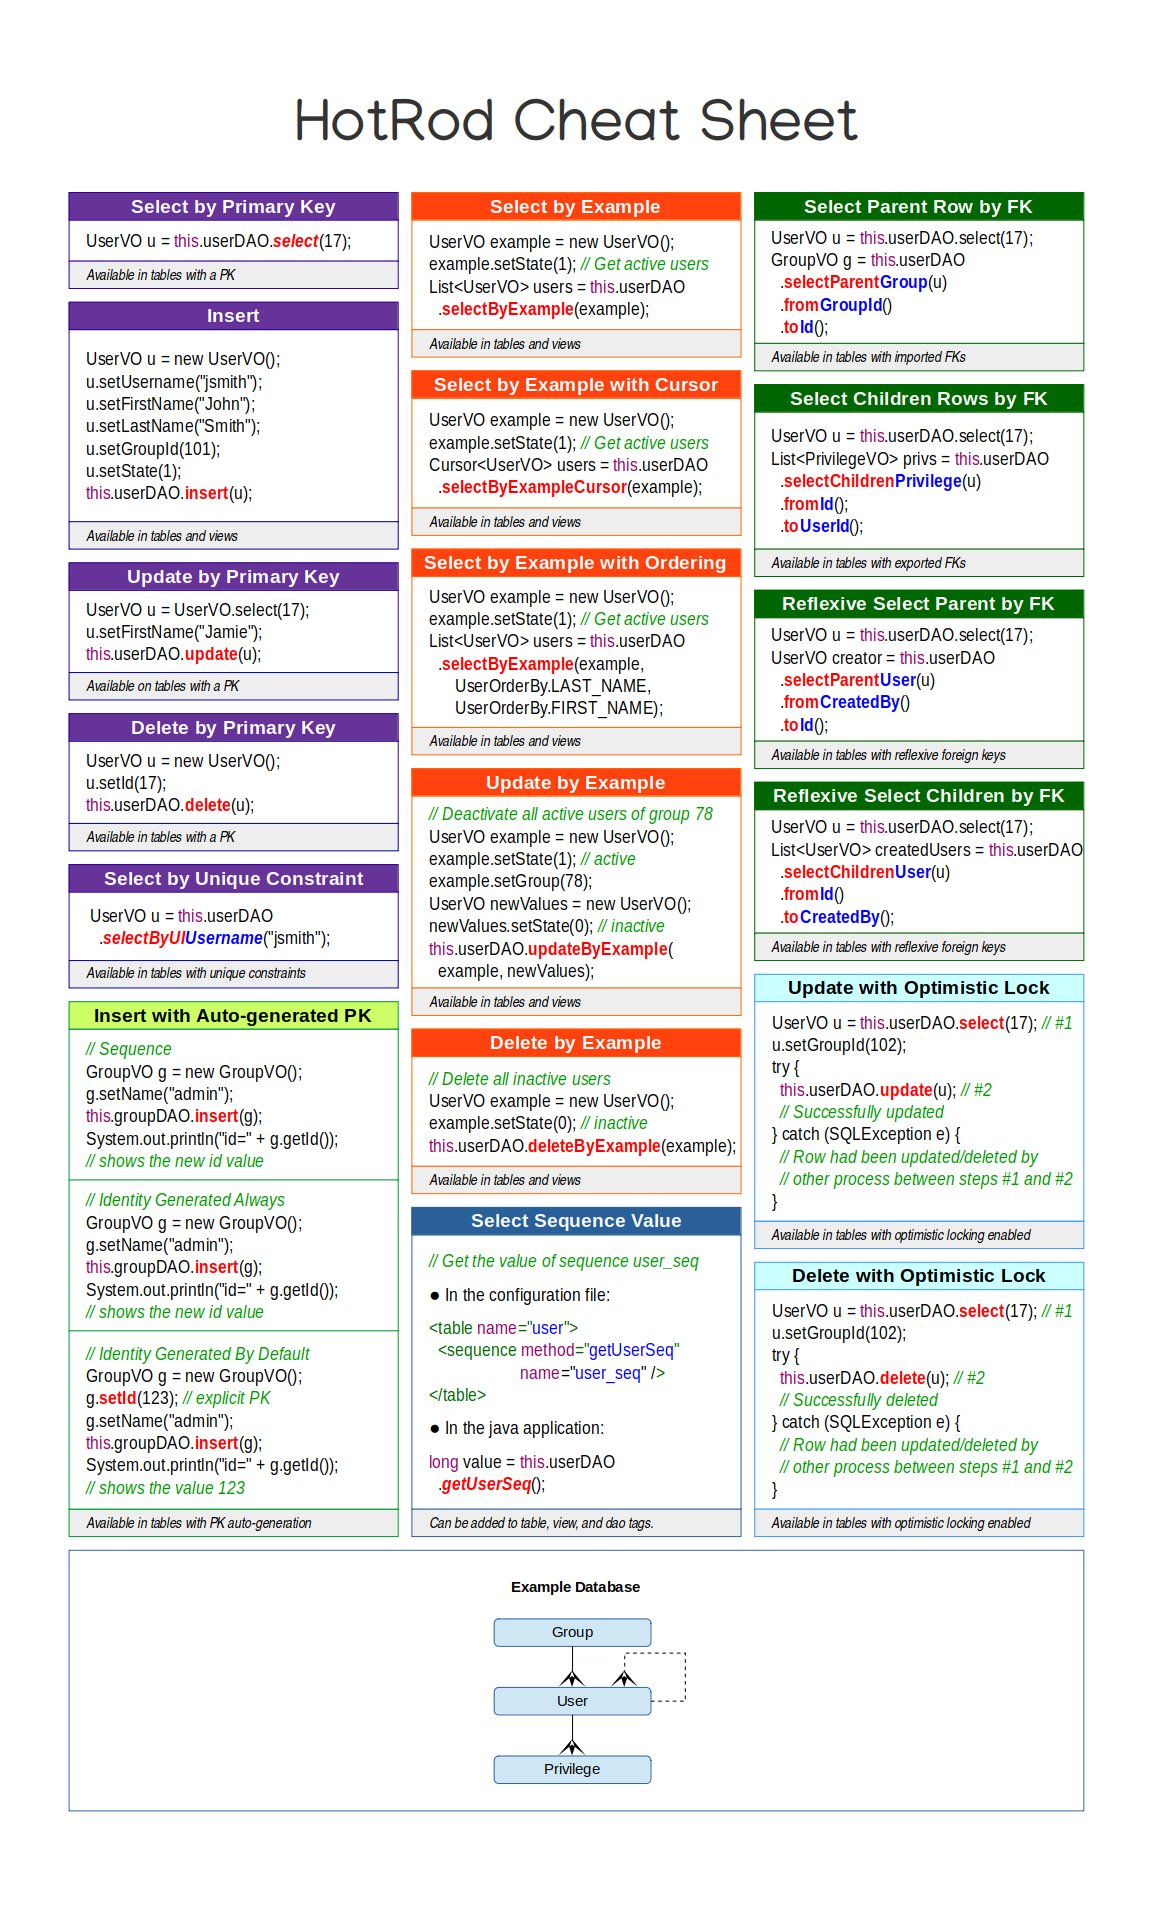 HotRod Cheat Sheet
Select by Primary Key
UserVO u = this.userDAO.select(17);
Available in tables with a PK
Insert
UserVO u = new UserVO();
u.setUsername("jsmith");
u.setFirstName("John");
u.setLastName("Smith");
u.setGroupId(101);
u.setState(1);
this.userDAO.insert(u);
Available in tables and views
Update by Primary Key
UserVO u = UserVO.select(17);
u.setFirstName("Jamie");
this.userDAO.update(u);
Available on tables with a PK
Delete by Primary Key
UserVO u = new UserVO();
u.setId(17);
this.userDAO.delete(u);
Available in tables with a PK
Select by Unique Constraint
UserVO u = this.userDAO
.selectByUIUsername("jsmith");
Available in tables with unique constraints
Insert with Auto-generated PK
// Sequence
GroupVO g = new GroupVO();
g.setName("admin");
this.groupDAO.insert(g);
System.out.println("id=" + g.getId());
// shows the new id value
// Identity Generated Always
GroupVO g = new GroupVO();
g.setName("admin");
this.groupDAO.insert(g);
System.out.println("id=" + g.getId());
// shows the new id value
// Identity Generated By Default
GroupVO g = new GroupVO();
g.setId(123); // explicit PK
g.setName("admin");
this.groupDAO.insert(g);
System.out.println("id=" + g.getId());
// shows the value 123
Available in tables with PK auto-generation
Select by Example
UserVO example = new UserVO();
example.setState(1); // Get active users
List<UserVO> users = this.userDAO
.selectByExample(example);
Available in tables and views
Select by Example with Cursor
UserVO example = new UserVO();
example.setState(1); // Get active users
Cursor<UserVO> users = this.userDAO
.selectByExampleCursor(example);
Available in tables and views
Select by Example with Ordering
UserVO example = new UserVO();
example.setState(1); // Get active users
List<UserVO> users = this.userDAO
.selectByExample(example,
UserOrderBy.LAST_NAME,
UserOrderBy.FIRST_NAME);
Available in tables and views
Update by Example
// Deactivate all active users of group 78
UserVO example = new UserVO();
example.setState(1); // active
example.setGroup(78);
UserVO newValues = new UserVO();
newValues.setState(0); // inactive
this.userDAO.updateByExample(
example, newValues);
Available in tables and views
Delete by Example
// Delete all inactive users
UserVO example = new UserVO();
example.setState(0); // inactive
this.userDAO.deleteByExample(example);
Available in tables and views
Select Sequence Value
// Get the value of sequence user_seq
● In the configuration file:
<table name="user">
<sequence method="getUserSeq"
name="user_seq" />
</table>
● In the java application:
long value = this.userDAO
.getUserSeq();
Can be added to table, view, and dao tags.
Select Parent Row by FK
UserVO u = this.userDAO.select(17);
GroupVO g = this.userDAO
.selectParentGroup(u)
.fromGroupId()
.toId();
Available in tables with imported FKs
Select Children Rows by FK
UserVO u = this.userDAO.select(17);
List<PrivilegeVO> privs = this.userDAO
.selectChildrenPrivilege(u)
.fromId();
.toUserId();
Available in tables with exported FKs
Reflexive Select Parent by FK
UserVO u = this.userDAO.select(17);
UserVO creator = this.userDAO
.selectParentUser(u)
.fromCreatedBy()
.toId();
Available in tables with reflexive foreign keys
Reflexive Select Children by FK
UserVO u = this.userDAO.select(17);
List<UserVO> createdUsers = this.userDAO
.selectChildrenUser(u)
.fromId()
.toCreatedBy();
Available in tables with reflexive foreign keys
Update with Optimistic Lock
UserVO u = this.userDAO.select(17); // #1
u.setGroupId(102);
try {
this.userDAO.update(u); // #2
// Successfully updated
} catch (SQLException e) {
// Row had been updated/deleted by
// other process between steps #1 and #2
}
Available in tables with optimistic locking enabled
Delete with Optimistic Lock
UserVO u = this.userDAO.select(17); // #1
u.setGroupId(102);
try {
this.userDAO.delete(u); // #2
// Successfully deleted
} catch (SQLException e) {
// Row had been updated/deleted by
// other process between steps #1 and #2
}
Available in tables with optimistic locking enabled
Example Database
Group
User
Privilege